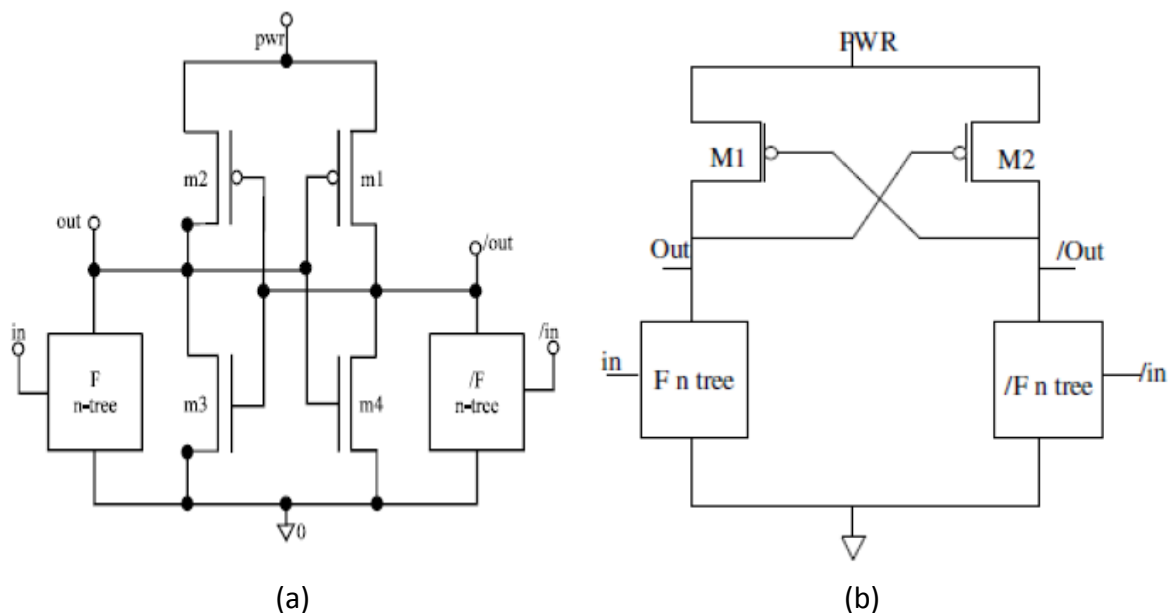 pwr
m2
m1
out
/out
in
F
n-tree
m3
m4
/F
n-tree
/in
0
(a)
PWR
M1
M2
Out
/Out
in
F n tree
/F n tree
/in
(b)